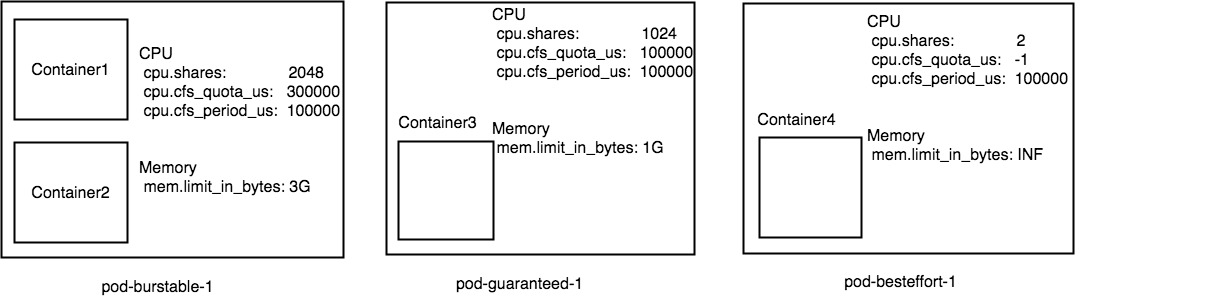 Container1
CPU
cpu.shares: 2048
cpu.cfs_quota_us: 300000
cpu.cfs_period_us: 100000
Container2
Memory
mem.limit_in_bytes: 3G
pod-burstable-1
CPU
cpu.shares: 1024
cpu.cfs_quota_us: 100000
cpu.cfs_period_us: 100000
Container3
Memory
mem.limit_in_bytes: 1G
pod-guaranteed-1
CPU
cpu.shares: 2
cpu.cfs_quota_us: -1
cpu.cfs_period_us: 100000
Container4
Memory
mem.limit_in_bytes: INF
pod-besteffort-1